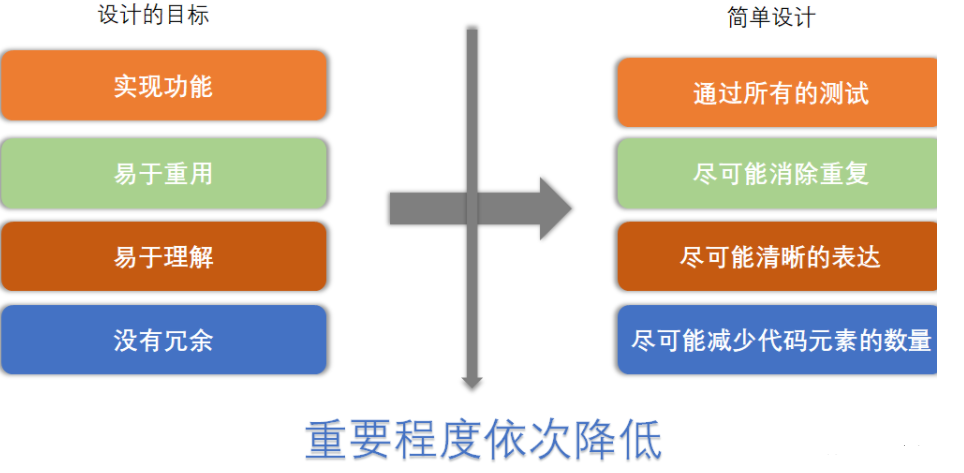 设计的目标
简单设计
实现功能
通过所有的测试
易于重用
尽可能消除重复
易于理解
尽可能清晰的表达
没有冗余
尽可能减少代码元素的数量
重要程度依次降低